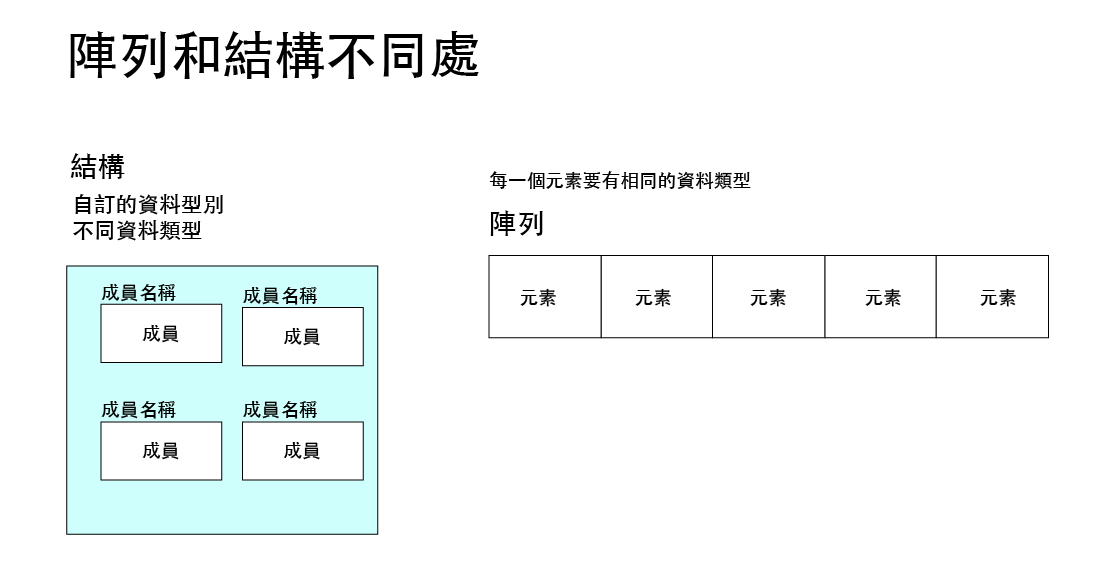 陣列和結構不同處
結構
自訂的資料型別
不同資料類型
成員名稱
成員
成員名稱
成員
成員名稱
成員
成員名稱
成員
每一個元素要有相同的資料類型
陣列
元素
元素
元素
元素
元素